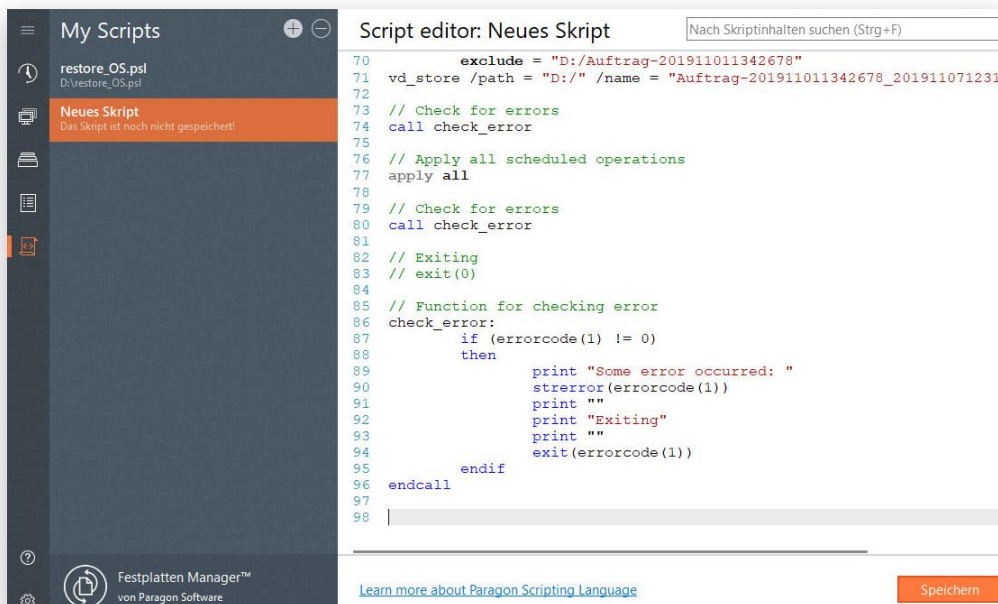 My Scripts
restore_OS.psl
D:\restore_OS.psl
Neues Skript
Das Skript ist noch nicht gespeichert!
Festplatten Manager™
von Paragon Software
Script editor: Neues Skript
Nach Skriptinhalten suchen (Strg+F)
70 exclude = "D:/Auftrag-201911011342678"
71 vd_store /path = "D:/" /name = "Auftrag-201911011342678_201911071231
72
73 // Check for errors
74 call check_error
75
76 // Apply all scheduled operations
77 apply all
78
79 // Check for errors
80 call check_error
81
82 // Exiting
83 // exit(0)
84
85 // Function for checking error
86 check_error:
87 if (errorcode(1) != 0)
88 then
89 print "Some error occurred: "
90 strerror(errorcode(1))
91 print ""
92 print "Exiting"
93 print ""
94 exit(errorcode(1))
95 endif
96 endcall
97
98
Learn more about Paragon Scripting Language
Speichern